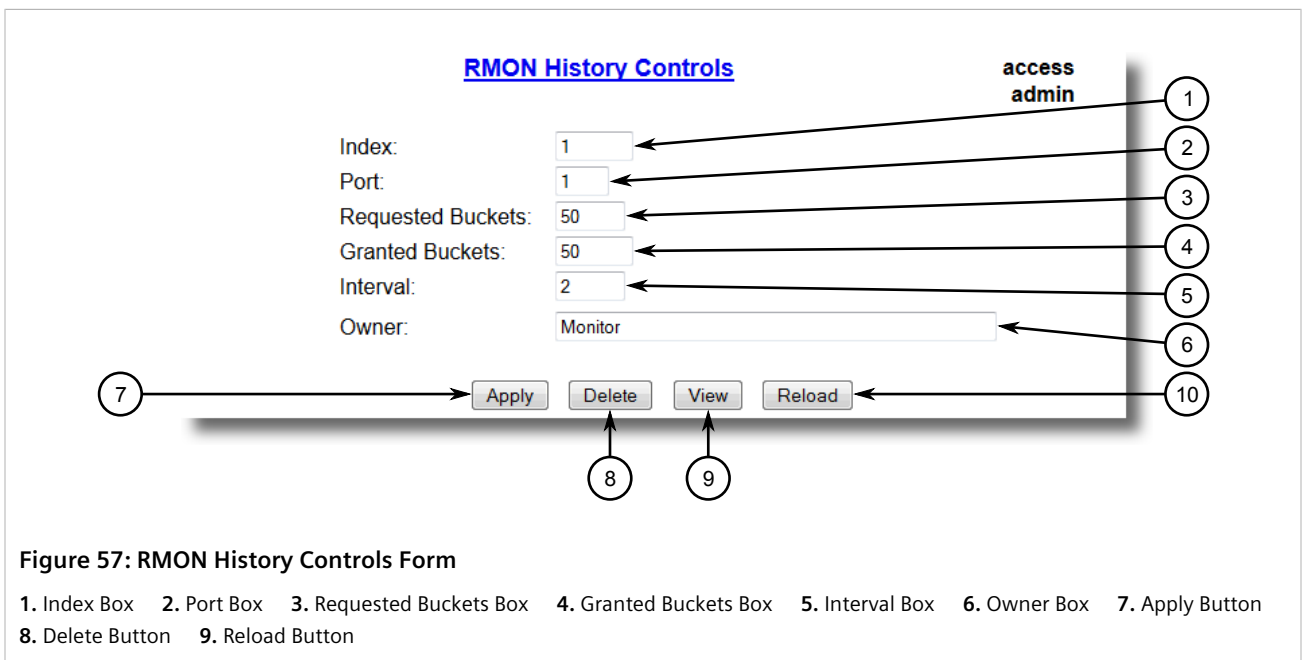 RMON History Controls
access
admin
1
Index: 1
2
Port: 1
3
Requested Buckets: 50
4
Granted Buckets: 50
Interval: 2
5
Owner: Monitor
6
7
Apply Delete View Reload
10
8 9
Figure 57: RMON History Controls Form
1. Index Box 2. Port Box 3. Requested Buckets Box 4. Granted Buckets Box 5. Interval Box 6. Owner Box 7. Apply Button
8. Delete Button 9. Reload Button